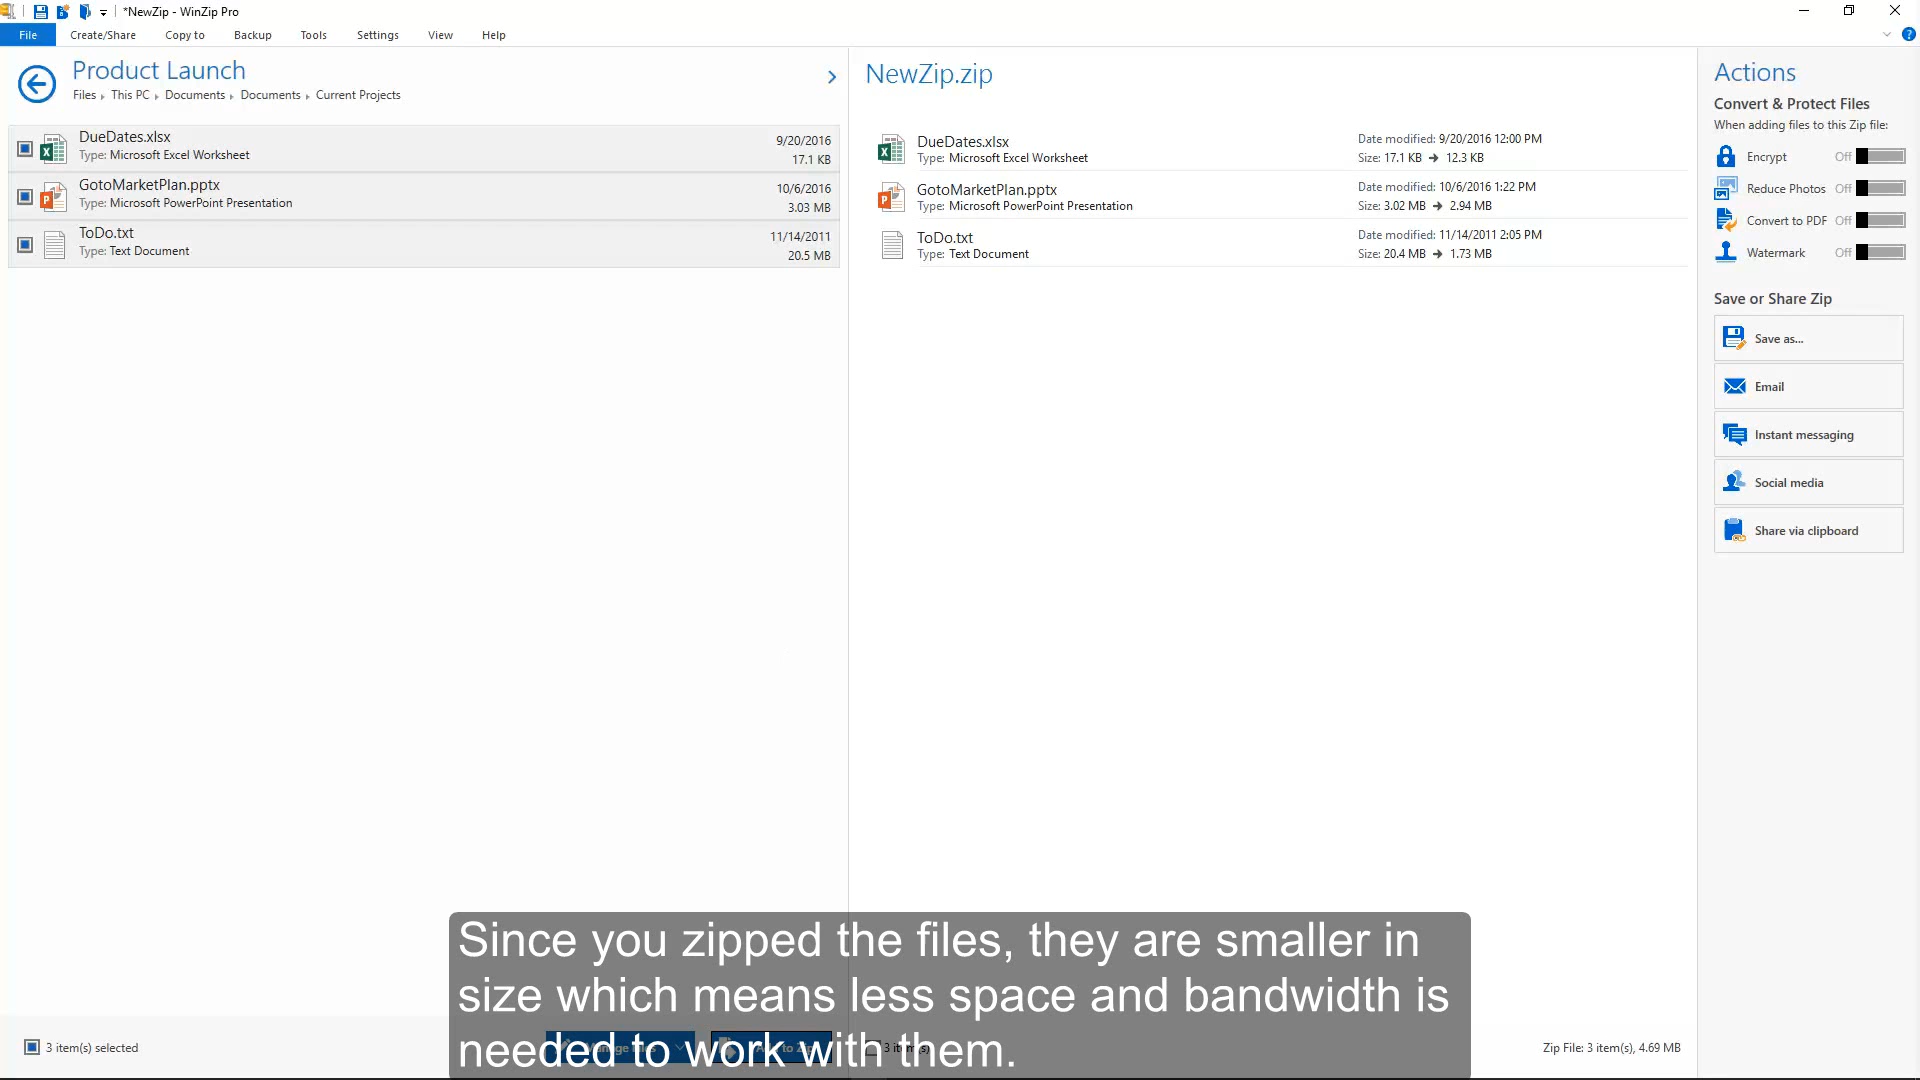 *NewZip - WinZip Pro
File Create/Share Copy to Backup Tools Settings View Help
Product Launch
Files This PC Documents Documents Current Projects
DueDates.xlsx
Type: Microsoft Excel Worksheet
9/20/2016
17.1 KB
GotoMarketPlan.pptx
Type: Microsoft PowerPoint Presentation
10/6/2016
3.03 MB
ToDo.txt
Type: Text Document
11/14/2011
20.5 MB
3 item(s) selected
NewZip.zip
DueDates.xlsx
Type: Microsoft Excel Worksheet
Date modified: 9/20/2016 12:00 PM
Size: 17.1 KB → 12.3 KB
GotoMarketPlan.pptx
Type: Microsoft PowerPoint Presentation
Date modified: 10/6/2016 1:22 PM
Size: 3.02 MB → 2.94 MB
ToDo.txt
Type: Text Document
Date modified: 11/14/2011 2:05 PM
Size: 20.4 MB → 1.73 MB
Zip File: 3 item(s), 4.69 MB
Actions
Convert & Protect Files
When adding files to this Zip file:
Encrypt Off
Reduce Photos Off
Convert to PDF Off
Watermark Off
Save or Share Zip
Save as...
Email
Instant messaging
Social media
Share via clipboard
Since you zipped the files, they are smaller in
size which means less space and bandwidth is
needed to work with them.